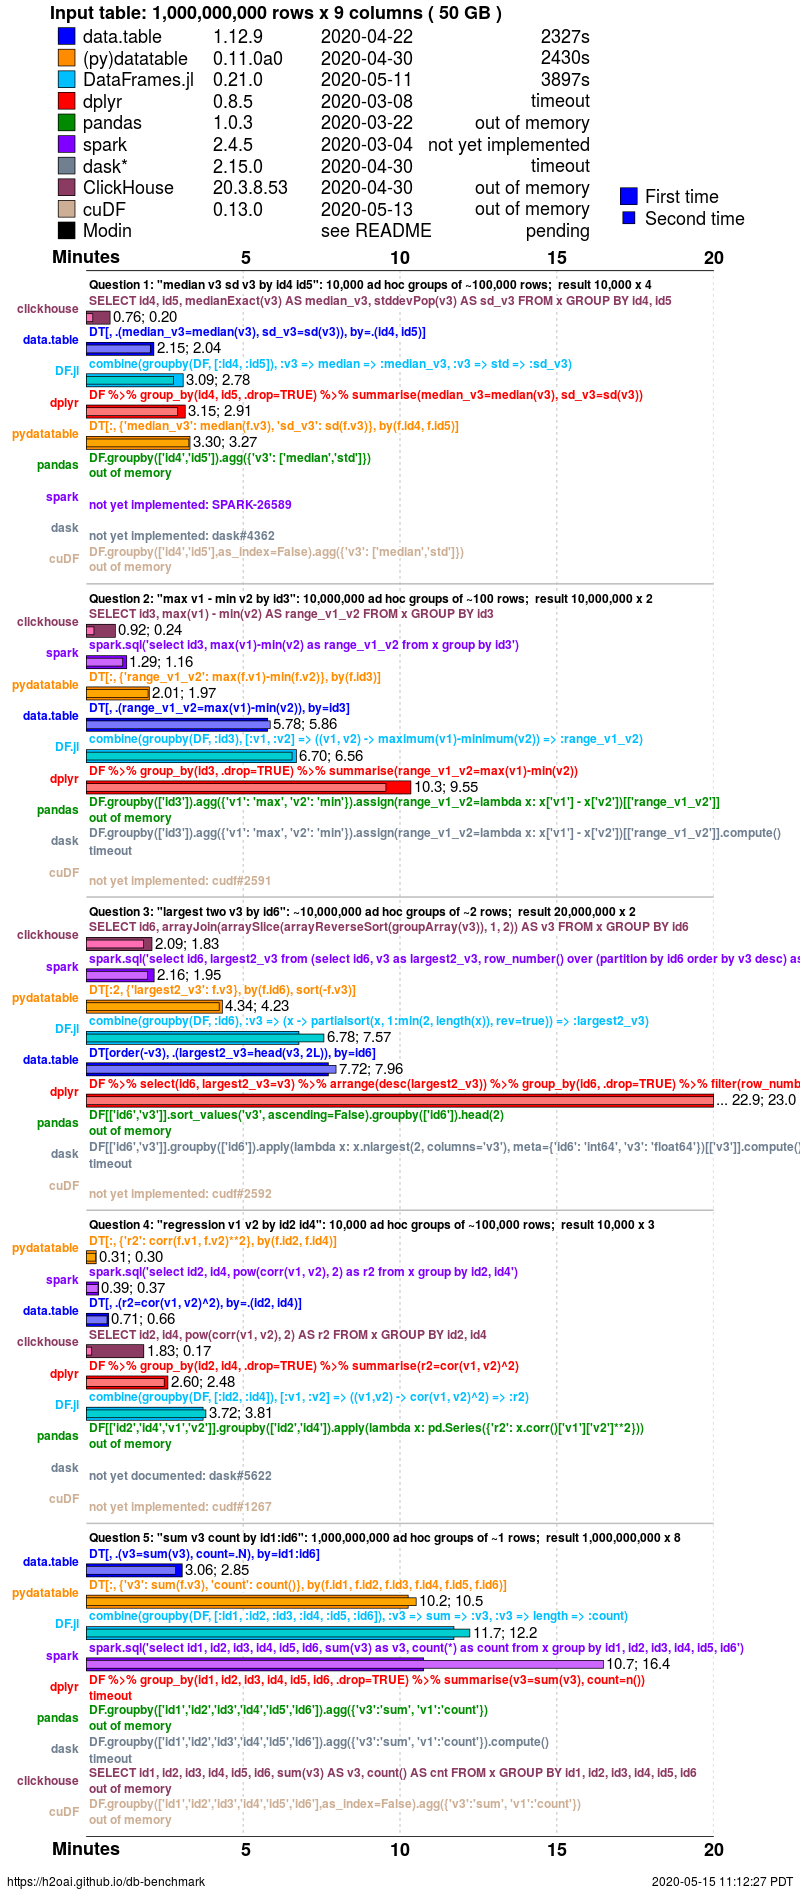 Input table: 1,000,000,000 rows x 9 columns ( 50 GB )
data.table 1.12.9 2020-04-22 2327s
(py)datatable 0.11.0a0 2020-04-30 2430s
DataFrames.jl 0.21.0 2020-05-11 3897s
dplyr 0.8.5 2020-03-08 timeout
pandas 1.0.3 2020-03-22 out of memory
spark 2.4.5 2020-03-04 not yet implemented
dask* 2.15.0 2020-04-30 timeout
ClickHouse 20.3.8.53 2020-04-30 out of memory
cuDF 0.13.0 2020-05-13 out of memory
Modin see README pending
First time
Second time
Minutes 5 10 15 20
Question 1: "median v3 sd v3 by id4 id5": 10,000 ad hoc groups of ~100,000 rows; result 10,000 x 4
SELECT id4, id5, medianExact(v3) AS median_v3, stddevPop(v3) AS sd_v3 FROM x GROUP BY id4, id5
clickhouse 0.76; 0.20
DT[, .(median_v3=median(v3), sd_v3=sd(v3)), by=.(id4, id5)]
data.table 2.15; 2.04
combine(groupby(DF, [:id4, :id5]), :v3 => median => :median_v3, :v3 => std => :sd_v3)
DF.jl 3.09; 2.78
DF %>% group_by(id4, id5, .drop=TRUE) %>% summarise(median_v3=median(v3), sd_v3=sd(v3))
dplyr 3.15; 2.91
DT[:, {'median_v3': median(f.v3), 'sd_v3': sd(f.v3)}, by(f.id4, f.id5)]
pydatatable 3.30; 3.27
DF.groupby(['id4','id5']).agg({'v3': ['median','std']})
pandas out of memory
spark not yet implemented: SPARK-26589
dask not yet implemented: dask#4362
DF.groupby(['id4','id5'],as_index=False).agg({'v3': ['median','std']})
cuDF out of memory
Question 2: "max v1 - min v2 by id3": 10,000,000 ad hoc groups of ~100 rows; result 10,000,000 x 2
SELECT id3, max(v1) - min(v2) AS range_v1_v2 FROM x GROUP BY id3
clickhouse 0.92; 0.24
spark.sql('select id3, max(v1)-min(v2) as range_v1_v2 from x group by id3')
spark 1.29; 1.16
DT[:, {'range_v1_v2': max(f.v1)-min(f.v2)}, by(f.id3)]
pydatatable 2.01; 1.97
DT[, .(range_v1_v2=max(v1)-min(v2)), by=id3]
data.table 5.78; 5.86
combine(groupby(DF, :id3), [:v1, :v2] => ((v1, v2) -> maximum(v1)-minimum(v2)) => :range_v1_v2)
DF.jl 6.70; 6.56
DF %>% group_by(id3, .drop=TRUE) %>% summarise(range_v1_v2=max(v1)-min(v2))
dplyr 10.3; 9.55
DF.groupby(['id3']).agg({'v1': 'max', 'v2': 'min'}).assign(range_v1_v2=lambda x: x['v1'] - x['v2'])[['range_v1_v2']]
pandas out of memory
DF.groupby(['id3']).agg({'v1': 'max', 'v2': 'min'}).assign(range_v1_v2=lambda x: x['v1'] - x['v2'])[['range_v1_v2']].compute()
dask timeout
cuDF not yet implemented: cudf#2591
Question 3: "largest two v3 by id6": ~10,000,000 ad hoc groups of ~2 rows; result 20,000,000 x 2
SELECT id6, arrayJoin(arraySlice(arrayReverseSort(groupArray(v3)), 1, 2)) AS v3 FROM x GROUP BY id6
clickhouse 2.09; 1.83
spark.sql('select id6, largest2_v3 from (select id6, v3 as largest2_v3, row_number() over (partition by id6 order by v3 desc) as
spark 2.16; 1.95
DT[:2, {'largest2_v3': f.v3}, by(f.id6), sort(-f.v3)]
pydatatable 4.34; 4.23
combine(groupby(DF, :id6), :v3 => (x -> partialsort(x, 1:min(2, length(x)), rev=true)) => :largest2_v3)
DF.jl 6.78; 7.57
DT[order(-v3), .(largest2_v3=head(v3, 2L)), by=id6]
data.table 7.72; 7.96
DF %>% select(id6, largest2_v3=v3) %>% arrange(desc(largest2_v3)) %>% group_by(id6, .drop=TRUE) %>% filter(row_numb
dplyr ... 22.9; 23.0
DF[['id6','v3']].sort_values('v3', ascending=False).groupby(['id6']).head(2)
pandas out of memory
DF[['id6','v3']].groupby(['id6']).apply(lambda x: x.nlargest(2, columns='v3'), meta={'id6': 'int64', 'v3': 'float64'})[['v3']].compute()
dask timeout
cuDF not yet implemented: cudf#2592
Question 4: "regression v1 v2 by id2 id4": 10,000 ad hoc groups of ~100,000 rows; result 10,000 x 3
DT[:, {'r2': corr(f.v1, f.v2)**2}, by(f.id2, f.id4)]
pydatatable 0.31; 0.30
spark.sql('select id2, id4, pow(corr(v1, v2), 2) as r2 from x group by id2, id4')
spark 0.39; 0.37
DT[, .(r2=cor(v1, v2)^2), by=.(id2, id4)]
data.table 0.71; 0.66
SELECT id2, id4, pow(corr(v1, v2), 2) AS r2 FROM x GROUP BY id2, id4
clickhouse 1.83; 0.17
DF %>% group_by(id2, id4, .drop=TRUE) %>% summarise(r2=cor(v1, v2)^2)
dplyr 2.60; 2.48
combine(groupby(DF, [:id2, :id4]), [:v1, :v2] => ((v1,v2) -> cor(v1, v2)^2) => :r2)
DF.jl 3.72; 3.81
DF[['id2','id4','v1','v2']].groupby(['id2','id4']).apply(lambda x: pd.Series({'r2': x.corr()['v1']['v2']**2}))
pandas out of memory
dask not yet documented: dask#5622
cuDF not yet implemented: cudf#1267
Question 5: "sum v3 count by id1:id6": 1,000,000,000 ad hoc groups of ~1 rows; result 1,000,000,000 x 8
DT[, .(v3=sum(v3), count=.N), by=id1:id6]
data.table 3.06; 2.85
DT[:, {'v3': sum(f.v3), 'count': count()}, by(f.id1, f.id2, f.id3, f.id4, f.id5, f.id6)]
pydatatable 10.2; 10.5
combine(groupby(DF, [:id1, :id2, :id3, :id4, :id5, :id6]), :v3 => sum => :v3, :v3 => length => :count)
DF.jl 11.7; 12.2
spark.sql('select id1, id2, id3, id4, id5, id6, sum(v3) as v3, count(*) as count from x group by id1, id2, id3, id4, id5, id6')
spark 10.7; 16.4
DF %>% group_by(id1, id2, id3, id4, id5, id6, .drop=TRUE) %>% summarise(v3=sum(v3), count=n())
dplyr timeout
DF.groupby(['id1','id2','id3','id4','id5','id6']).agg({'v3':'sum', 'v1':'count'})
pandas out of memory
DF.groupby(['id1','id2','id3','id4','id5','id6']).agg({'v3':'sum', 'v1':'count'}).compute()
dask timeout
SELECT id1, id2, id3, id4, id5, id6, sum(v3) AS v3, count() AS cnt FROM x GROUP BY id1, id2, id3, id4, id5, id6
clickhouse out of memory
DF.groupby(['id1','id2','id3','id4','id5','id6'],as_index=False).agg({'v3':'sum', 'v1':'count'})
cuDF out of memory
Minutes 5 10 15 20
https://h2oai.github.io/db-benchmark 2020-05-15 11:12:27 PDT